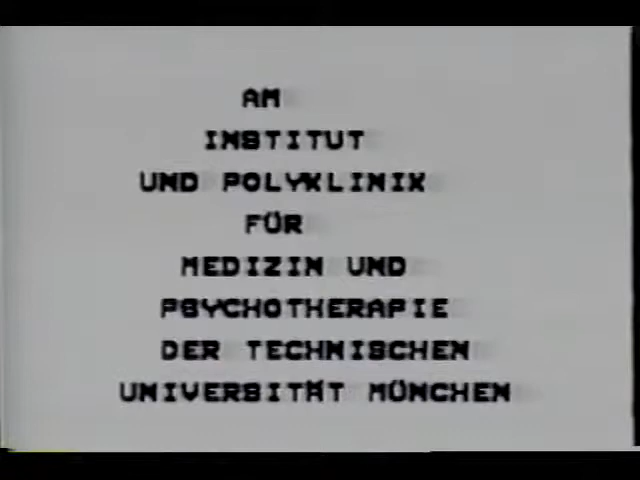 AM
INSTITUT
UND POLYKLINIK
FÜR
MEDIZIN UND
PSYCHOTHERAPIE
DER TECHNISCHEN
UNIVERSITÄT MÜNCHEN